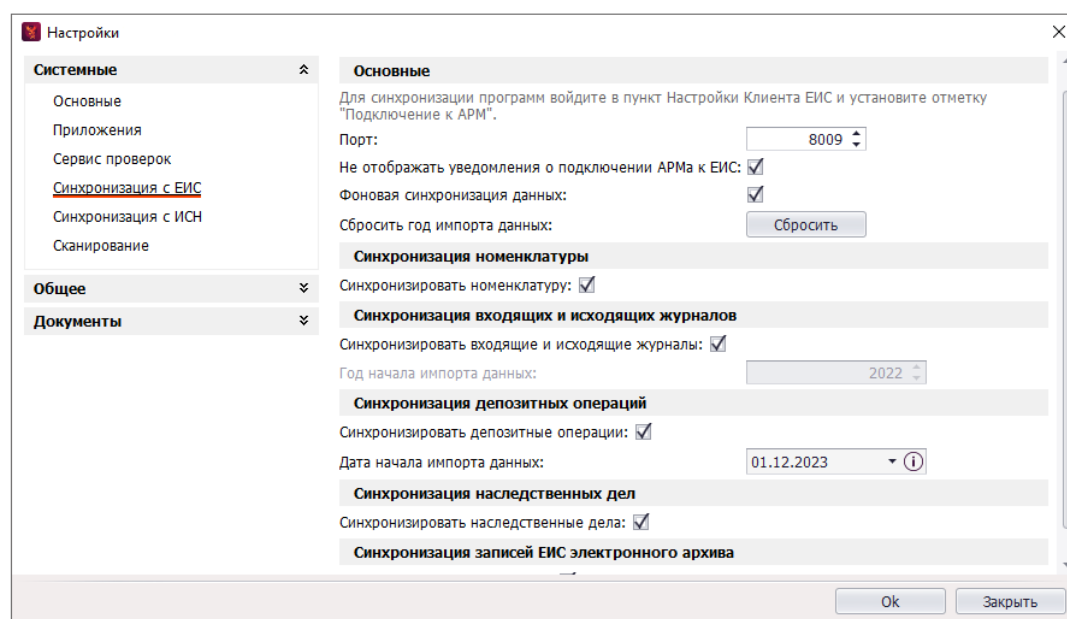 Настройки
Системные
Основные
Приложения
Сервис проверок
Синхронизация с ЕИС
Синхронизация с ИСН
Сканирование
Общее
Документы
Основные
Для синхронизации программ войдите в пункт Настройки Клиента ЕИС и установите отметку
"Подключение к АРМ".
Порт: 8009
Не отображать уведомления о подключении АРМа к ЕИС:
Фоновая синхронизация данных:
Сбросить год импорта данных: Сбросить
Синхронизация номенклатуры
Синхронизировать номенклатуру:
Синхронизация входящих и исходящих журналов
Синхронизировать входящие и исходящие журналы:
Год начала импорта данных: 2022
Синхронизация депозитных операций
Синхронизировать депозитные операции:
Дата начала импорта данных: 01.12.2023
Синхронизация наследственных дел
Синхронизировать наследственные дела:
Синхронизация записей ЕИС электронного архива
Ok Закрыть